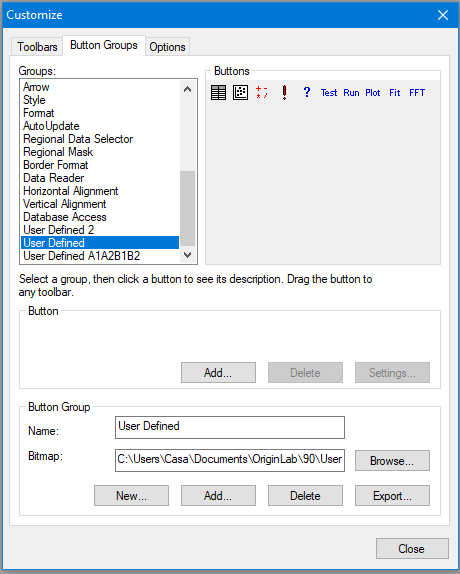 Customize
Toolbars Button Groups Options
Groups:
Arrow
Style
Format
AutoUpdate
Regional Data Selector
Regional Mask
Border Format
Data Reader
Horizontal Alignment
Vertical Alignment
Database Access
User Defined 2
User Defined
User Defined A1A2B1B2
Buttons
? Test Run Plot Fit FFT
Select a group, then click a button to see its description. Drag the button to
any toolbar.
Button
Add... Delete Settings...
Button Group
Name: User Defined
Bitmap: C:\Users\Casa\Documents\OriginLab\90\User Browse...
New... Add... Delete Export...
Close